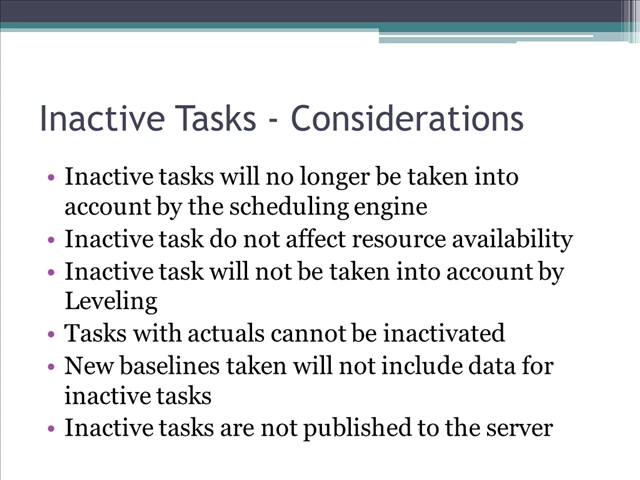 Inactive Tasks - Considerations
• Inactive tasks will no longer be taken into
account by the scheduling engine
• Inactive task do not affect resource availability
• Inactive task will not be taken into account by
Leveling
• Tasks with actuals cannot be inactivated
• New baselines taken will not include data for
inactive tasks
• Inactive tasks are not published to the server